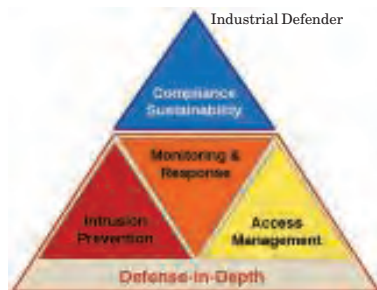 Industrial Defender
Compliance
Sustainability
Monitoring &
Response
Intrusion
Prevention
Access
Management
Defense-in-Depth